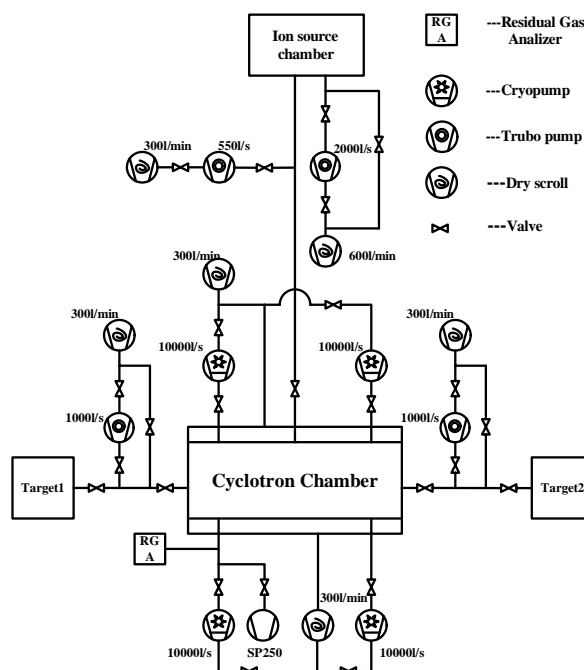 RG
A
---Residual Gas
Analizer
Ion source
chamber
---Cryopump
300l/min
550l/s
2000l/s
---Trubo pump
---Dry scroll
600l/min
---Valve
300l/min
300l/min
300l/min
10000l/s
10000l/s
1000l/s
1000l/s
Target1
Cyclotron Chamber
Target2
RG
A
300l/min
10000l/s
SP250
10000l/s